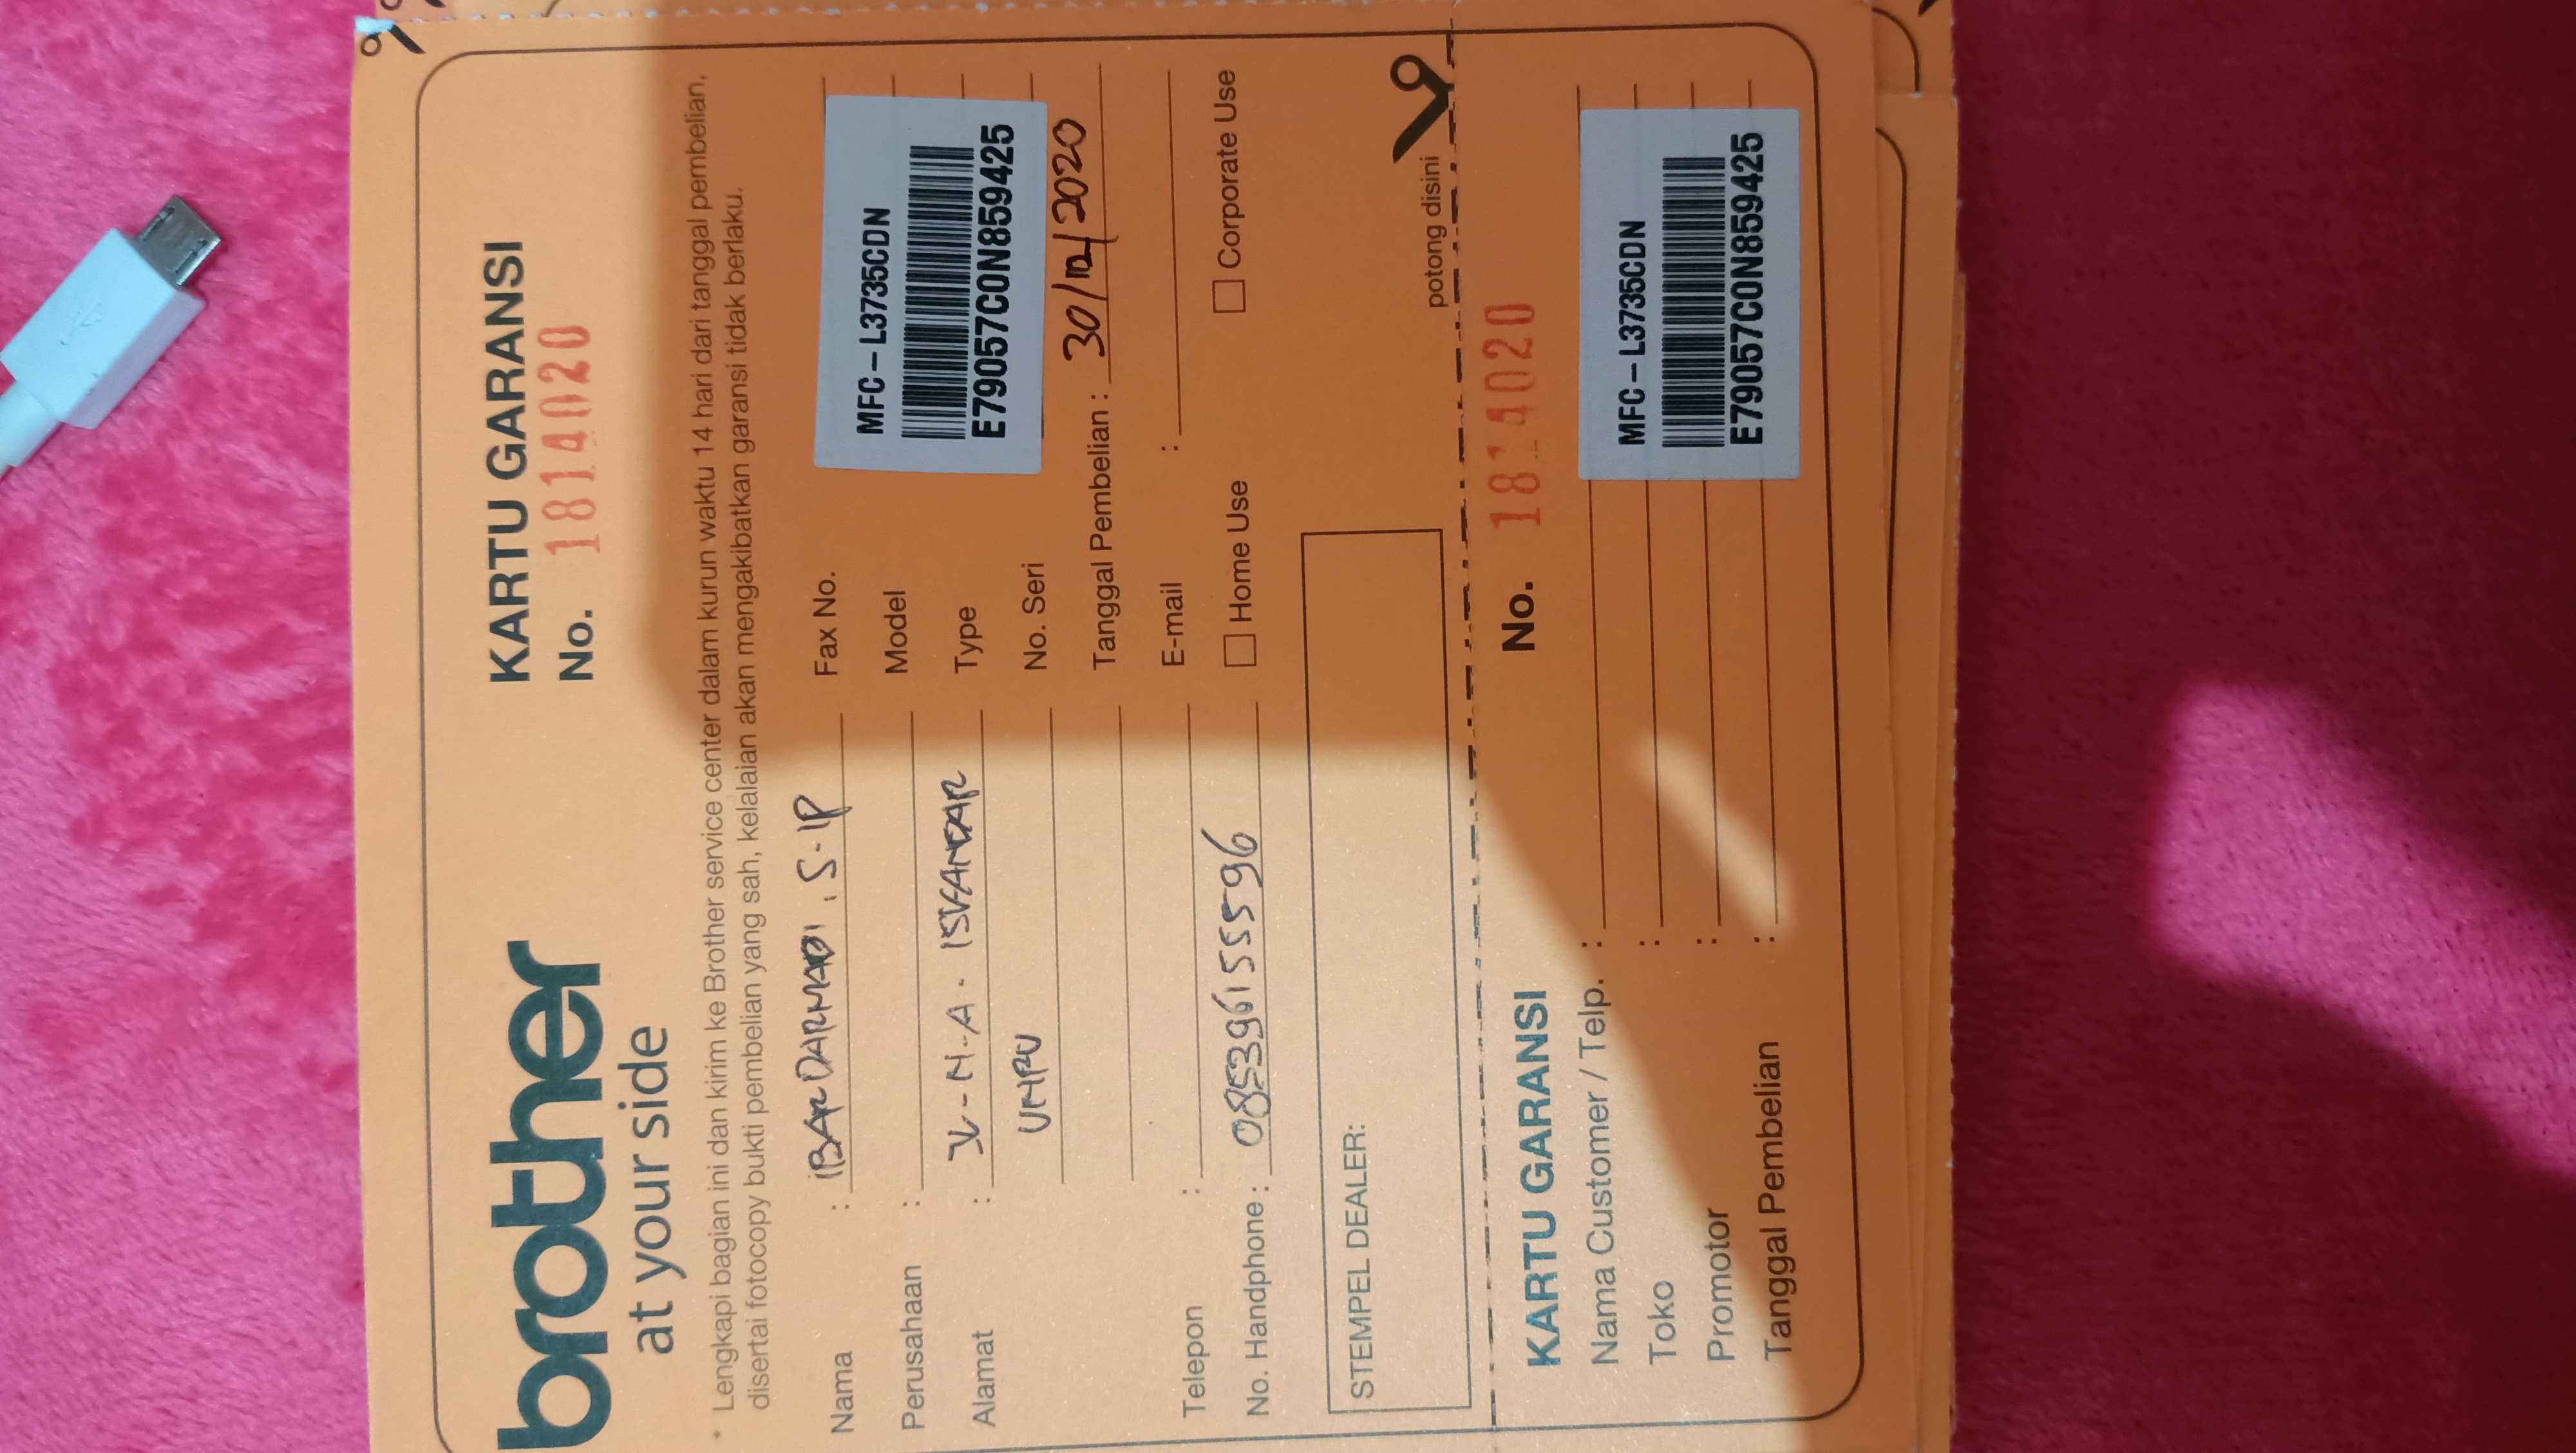 brother
at your side
KARTU GARANSI
No. 1814020
* Lengkapi bagian ini dan kirim ke Brother service center dalam kurun waktu 14 hari dari tanggal pembelian,
disertai fotocopy bukti pembelian yang sah, kelalaian akan mengakibatkan garansi tidak berlaku.
Nama :
DARMADI, S.IP
Perusahaan :
Alamat :
Telepon :
No. Handphone : 085396155596
Fax No.
Model
Type
No. Seri
MFC-L3735CDN
E79057C0N859425
Tanggal Pembelian : 30/12/2020
E-mail :
Home Use
Corporate Use
STEMPEL DEALER:
potong disini
KARTU GARANSI
No. 1814020
Nama Customer / Telp. :
Toko :
Promotor :
Tanggal Pembelian :
MFC-L3735CDN
E79057C0N859425